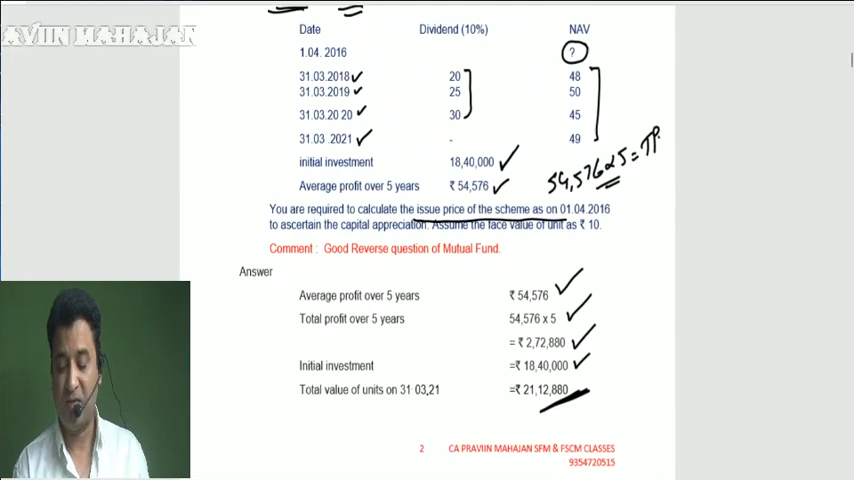 AVIIN MAHAJAN
Date Dividend (10%) NAV
1.04. 2016 ?
31.03.2018 20 48
31.03.2019 25 50
31.03.20 20 30 45
31.03 .2021 - 49
initial investment 18,40,000
Average profit over 5 years ₹ 54,576
54,576x5 = TP.
You are required to calculate the issue price of the scheme as on 01.04.2016
to ascertain the capital appreciation. Assume the face value of unit as ₹ 10.
Comment : Good Reverse question of Mutual Fund.
Answer
Average profit over 5 years ₹ 54,576
Total profit over 5 years 54,576 x 5
= ₹ 2,72,880
Initial investment =₹ 18,40,000
Total value of units on 31·03,21 =₹ 21,12,880
2 CA PRAVIIN MAHAJAN SFM & FSCM CLASSES
9354720515